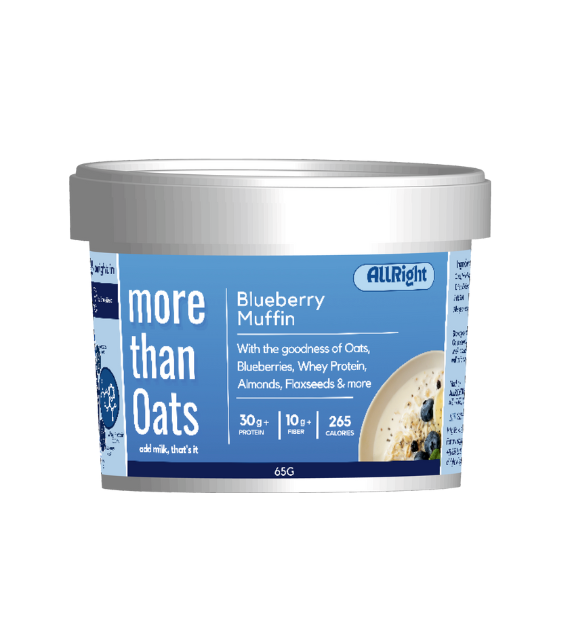 ALLRight
more
than
Oats
add milk, that's it
Blueberry
Muffin
With the goodness of Oats,
Blueberries, Whey Protein,
Almonds, Flaxseeds & more
30g+
PROTEIN
10g+
FIBER
265
CALORIES
65G